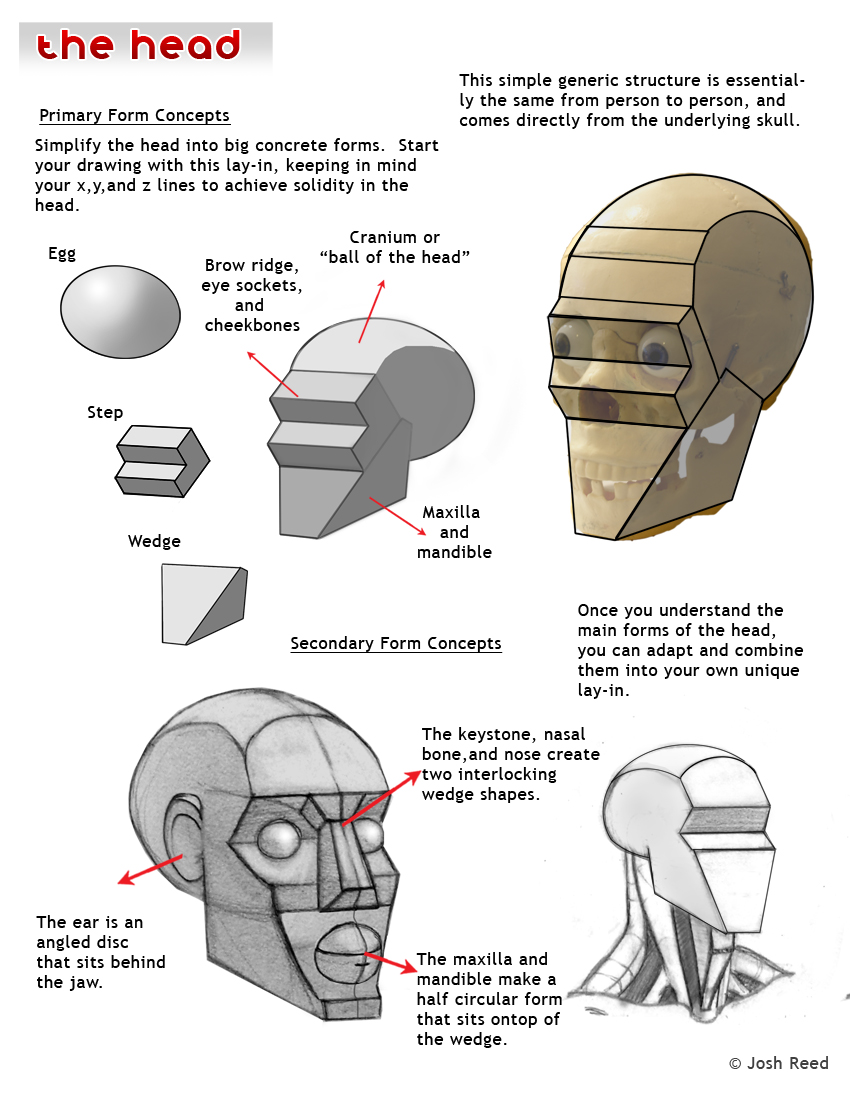 the head
This simple generic structure is essential-
ly the same from person to person, and
comes directly from the underlying skull.
Primary Form Concepts
Simplify the head into big concrete forms.  Start
your drawing with this lay-in, keeping in mind
your x,y,and z lines to achieve solidity in the
head.
Egg
Brow ridge,
eye sockets,
and
cheekbones
Cranium or
“ball of the head”
Step
Maxilla
and
mandible
Wedge
Secondary Form Concepts
Once you understand the
main forms of the head,
you can adapt and combine
them into your own unique
lay-in.
The keystone, nasal
bone,and nose create
two interlocking
wedge shapes.
The ear is an
angled disc
that sits behind
the jaw.
The maxilla and
mandible make a
half circular form
that sits ontop of
the wedge.
© Josh Reed